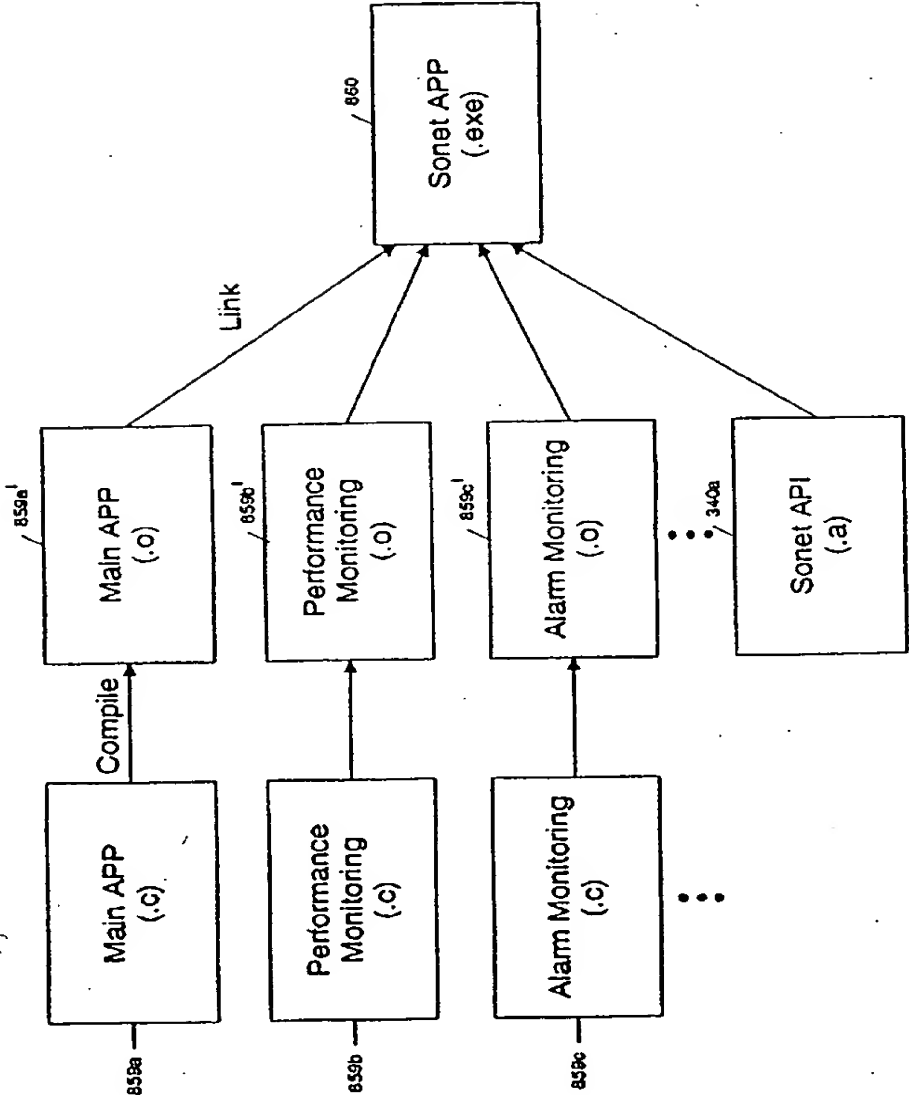 859a
Main APP
(.c)
Compile
859a'
Main APP
(.o)
Link
859b
Performance
Monitoring
(.c)
859b'
Performance
Monitoring
(.o)
859c
Alarm Monitoring
(.c)
859c'
Alarm Monitoring
(.o)
340a
Sonet API
(.a)
860
Sonet APP
(.exe)